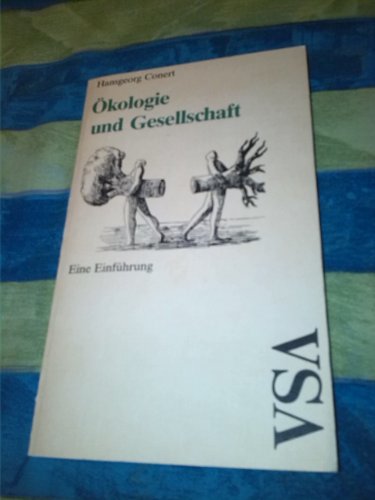 Hansgeorg Conert
Ökologie
und Gesellschaft
Eine Einführung
VSA